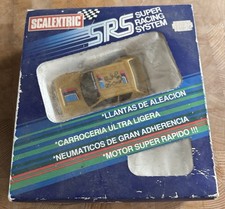 SCALEXTRIC
SRS
SUPER
RACING
SYSTEM
*LLANTAS DE ALEACION
*CARROCERIA ULTRA LIGERA
*NEUMATICOS DE GRAN ADHERENCIA
*MOTOR SUPER RAPIDO !!!